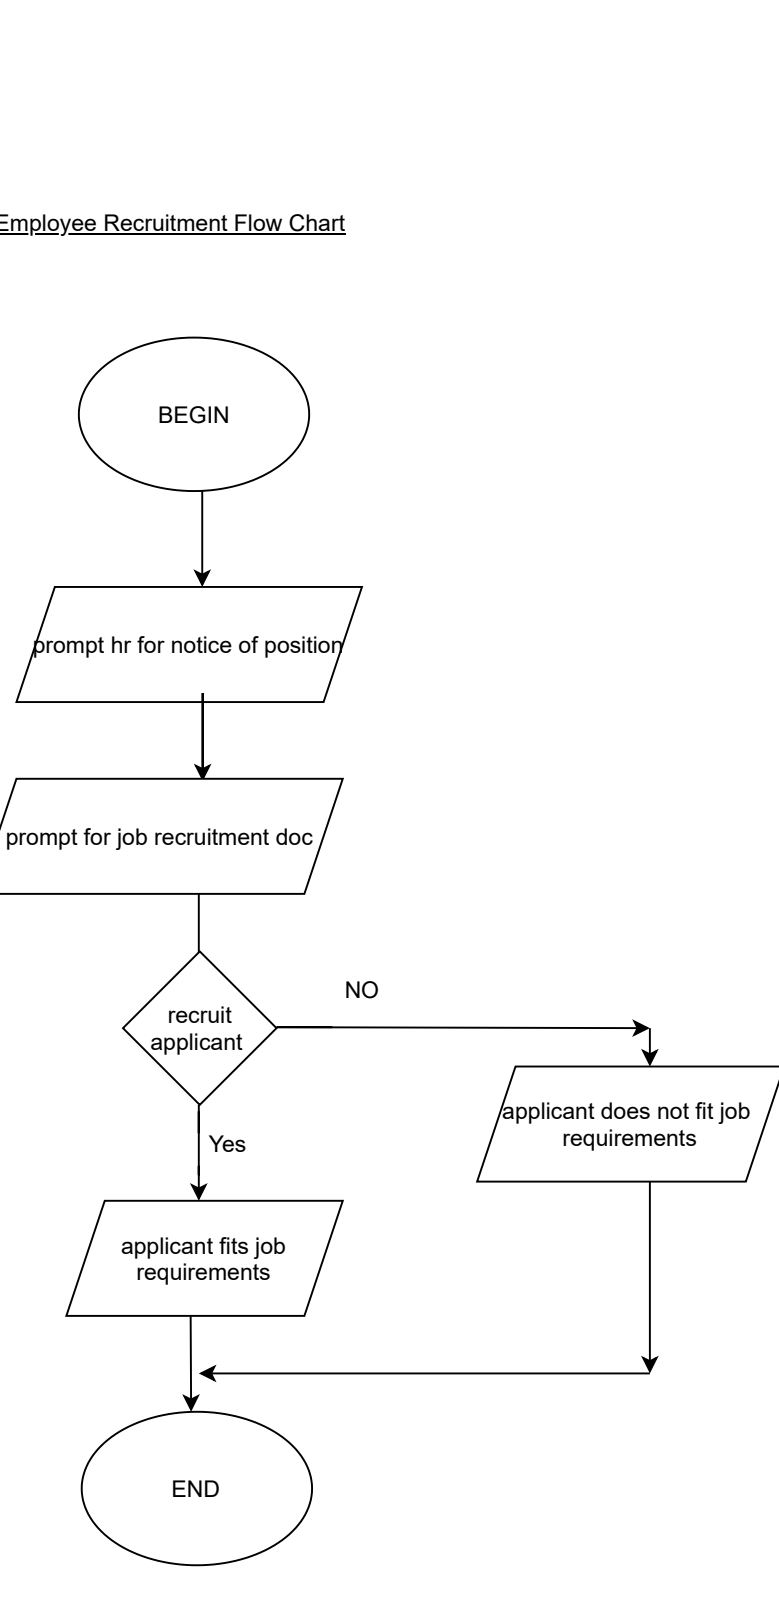 Employee Recruitment Flow Chart
BEGIN
prompt hr for notice of position
prompt for job recruitment doc
NO
recruit
applicant
applicant does not fit job
requirements
Yes
applicant fits job
requirements
END